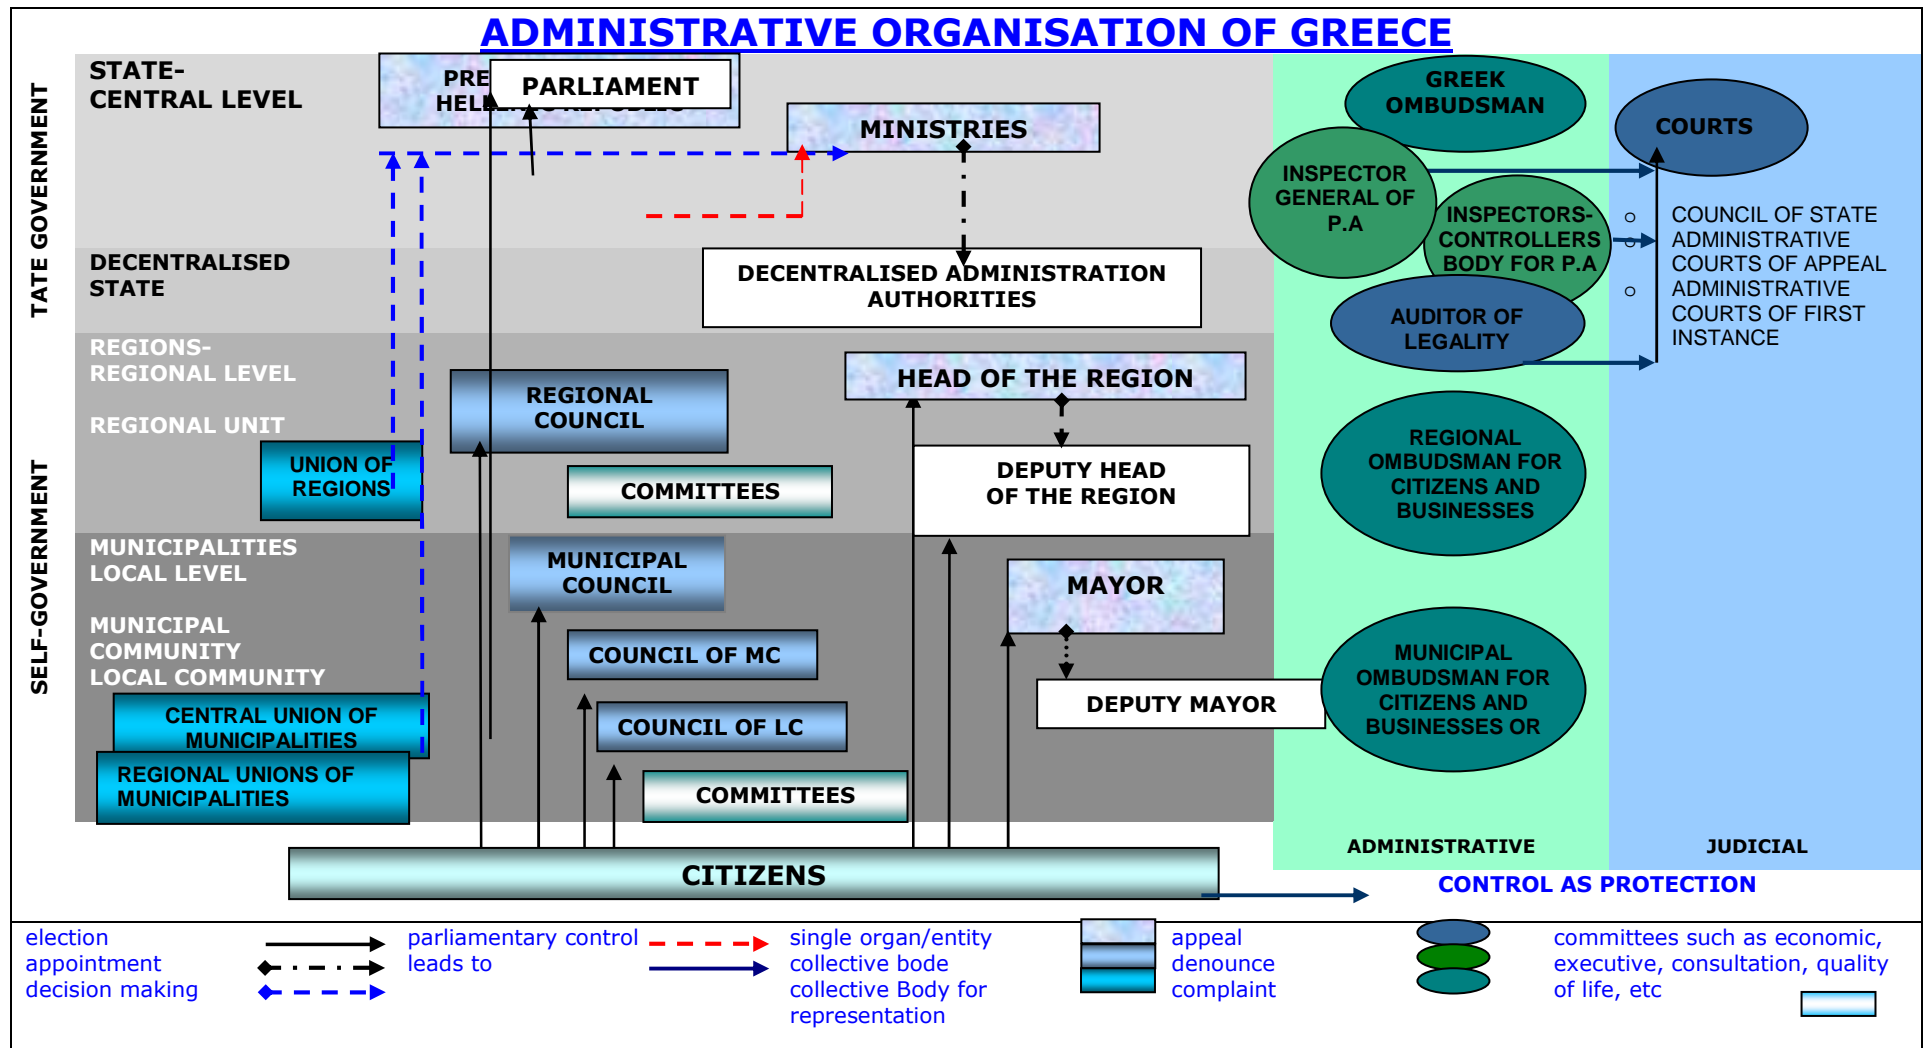 ADMINISTRATIVE ORGANISATION OF GREECE
TATE GOVERNMENT
STATE-
CENTRAL LEVEL
PRE
HELL
PARLIAMENT
MINISTRIES
GREEK
OMBUDSMAN
COURTS
INSPECTOR
GENERAL OF
P.A
INSPECTORS-
CONTROLLERS
BODY FOR P.A
o COUNCIL OF STATE
o ADMINISTRATIVE
COURTS OF APPEAL
o ADMINISTRATIVE
COURTS OF FIRST
INSTANCE
DECENTRALISED
STATE
DECENTRALISED ADMINISTRATION
AUTHORITIES
AUDITOR OF
LEGALITY
SELF-GOVERNMENT
REGIONS-
REGIONAL LEVEL
REGIONAL UNIT
REGIONAL
COUNCIL
HEAD OF THE REGION
UNION OF
REGIONS
COMMITTEES
DEPUTY HEAD
OF THE REGION
REGIONAL
OMBUDSMAN FOR
CITIZENS AND
BUSINESSES
MUNICIPALITIES
LOCAL LEVEL
MUNICIPAL
COUNCIL
MAYOR
MUNICIPAL
COMMUNITY
LOCAL COMMUNITY
COUNCIL OF MC
MUNICIPAL
OMBUDSMAN FOR
CITIZENS AND
BUSINESSES OR
CENTRAL UNION OF
MUNICIPALITIES
COUNCIL OF LC
DEPUTY MAYOR
REGIONAL UNIONS OF
MUNICIPALITIES
COMMITTEES
ADMINISTRATIVE
JUDICIAL
CITIZENS
CONTROL AS PROTECTION
election
appointment
decision making
parliamentary control
leads to
single organ/entity
collective bode
collective Body for
representation
appeal
denounce
complaint
committees such as economic,
executive, consultation, quality
of life, etc